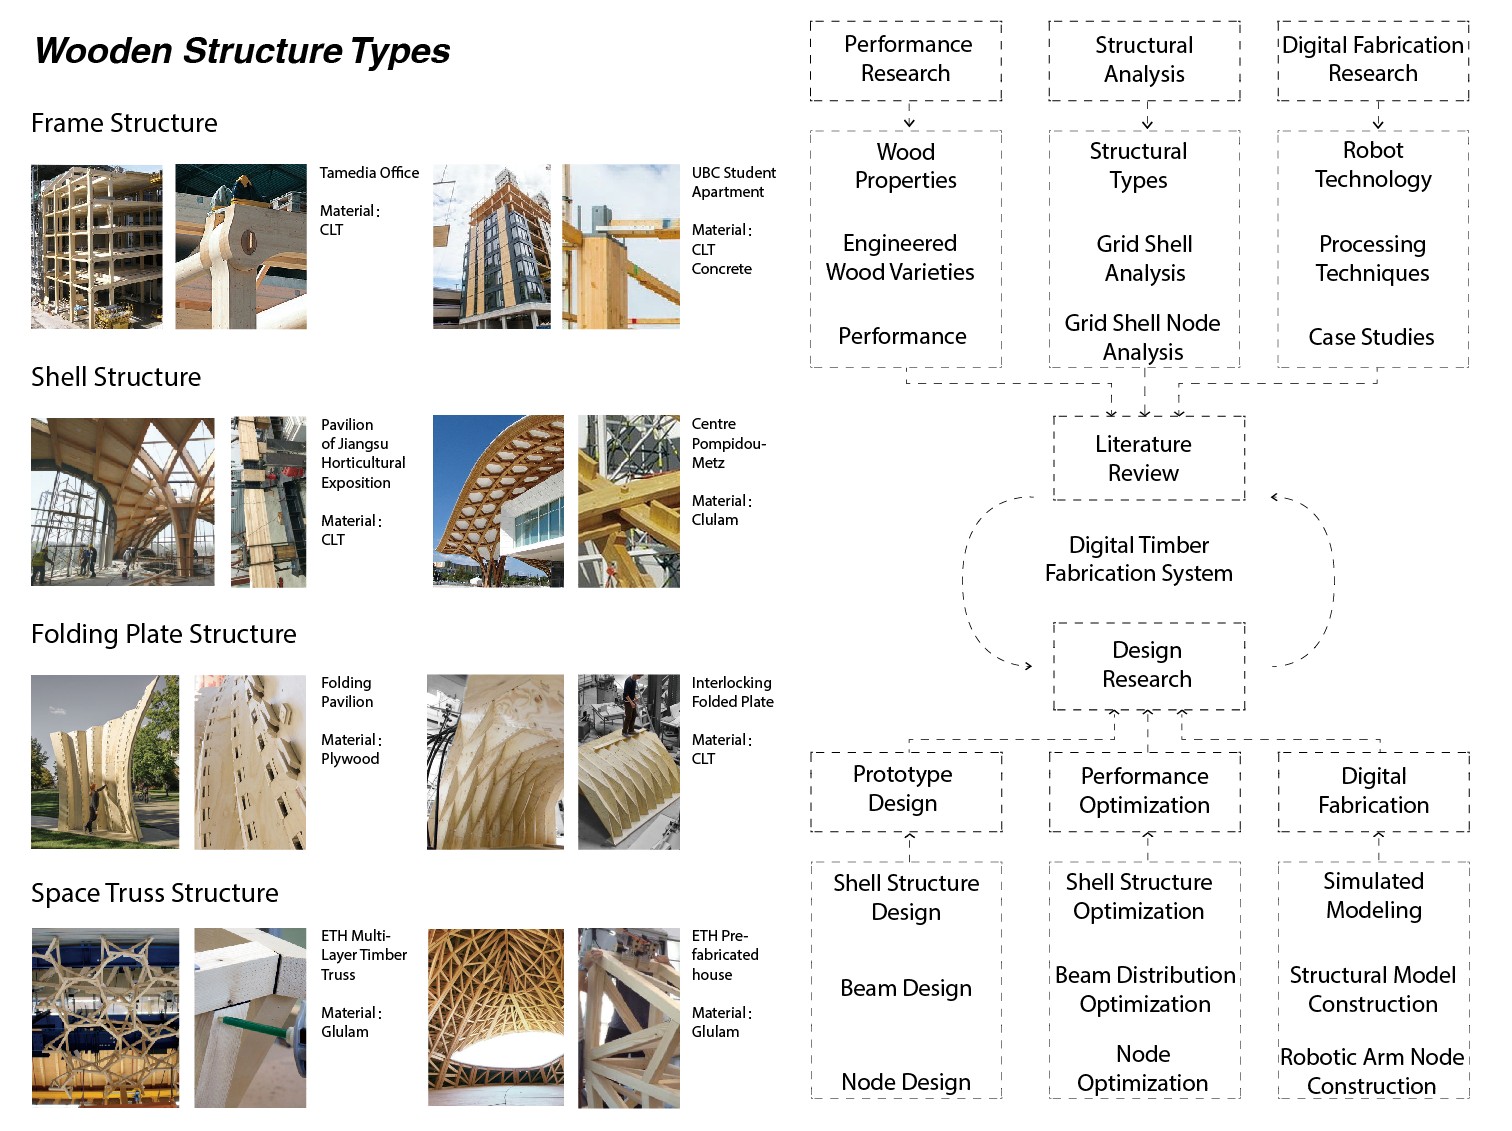 Wooden Structure Types
Frame Structure
Tamedia Office
Material:
CLT
UBC Student
Apartment
Material:
CLT
Concrete
Shell Structure
Pavilion
of Jiangsu
Horticultural
Exposition
Material:
CLT
Centre
Pompidou-
Metz
Material:
Clulam
Folding Plate Structure
Folding
Pavilion
Material:
Plywood
Interlocking
Folded Plate
Material:
CLT
Space Truss Structure
ETH Multi-
Layer Timber
Truss
Material:
Glulam
ETH Pre-
fabricated
house
Material:
Glulam
Performance
Research
Structural
Analysis
Digital Fabrication
Research
Wood
Properties
Engineered
Wood Varieties
Performance
Structural
Types
Grid Shell
Analysis
Grid Shell Node
Analysis
Robot
Technology
Processing
Techniques
Case Studies
Literature
Review
Digital Timber
Fabrication System
Design
Research
Prototype
Design
Performance
Optimization
Digital
Fabrication
Shell Structure
Design
Beam Design
Node Design
Shell Structure
Optimization
Beam Distribution
Optimization
Node
Optimization
Simulated
Modeling
Structural Model
Construction
Robotic Arm Node
Construction